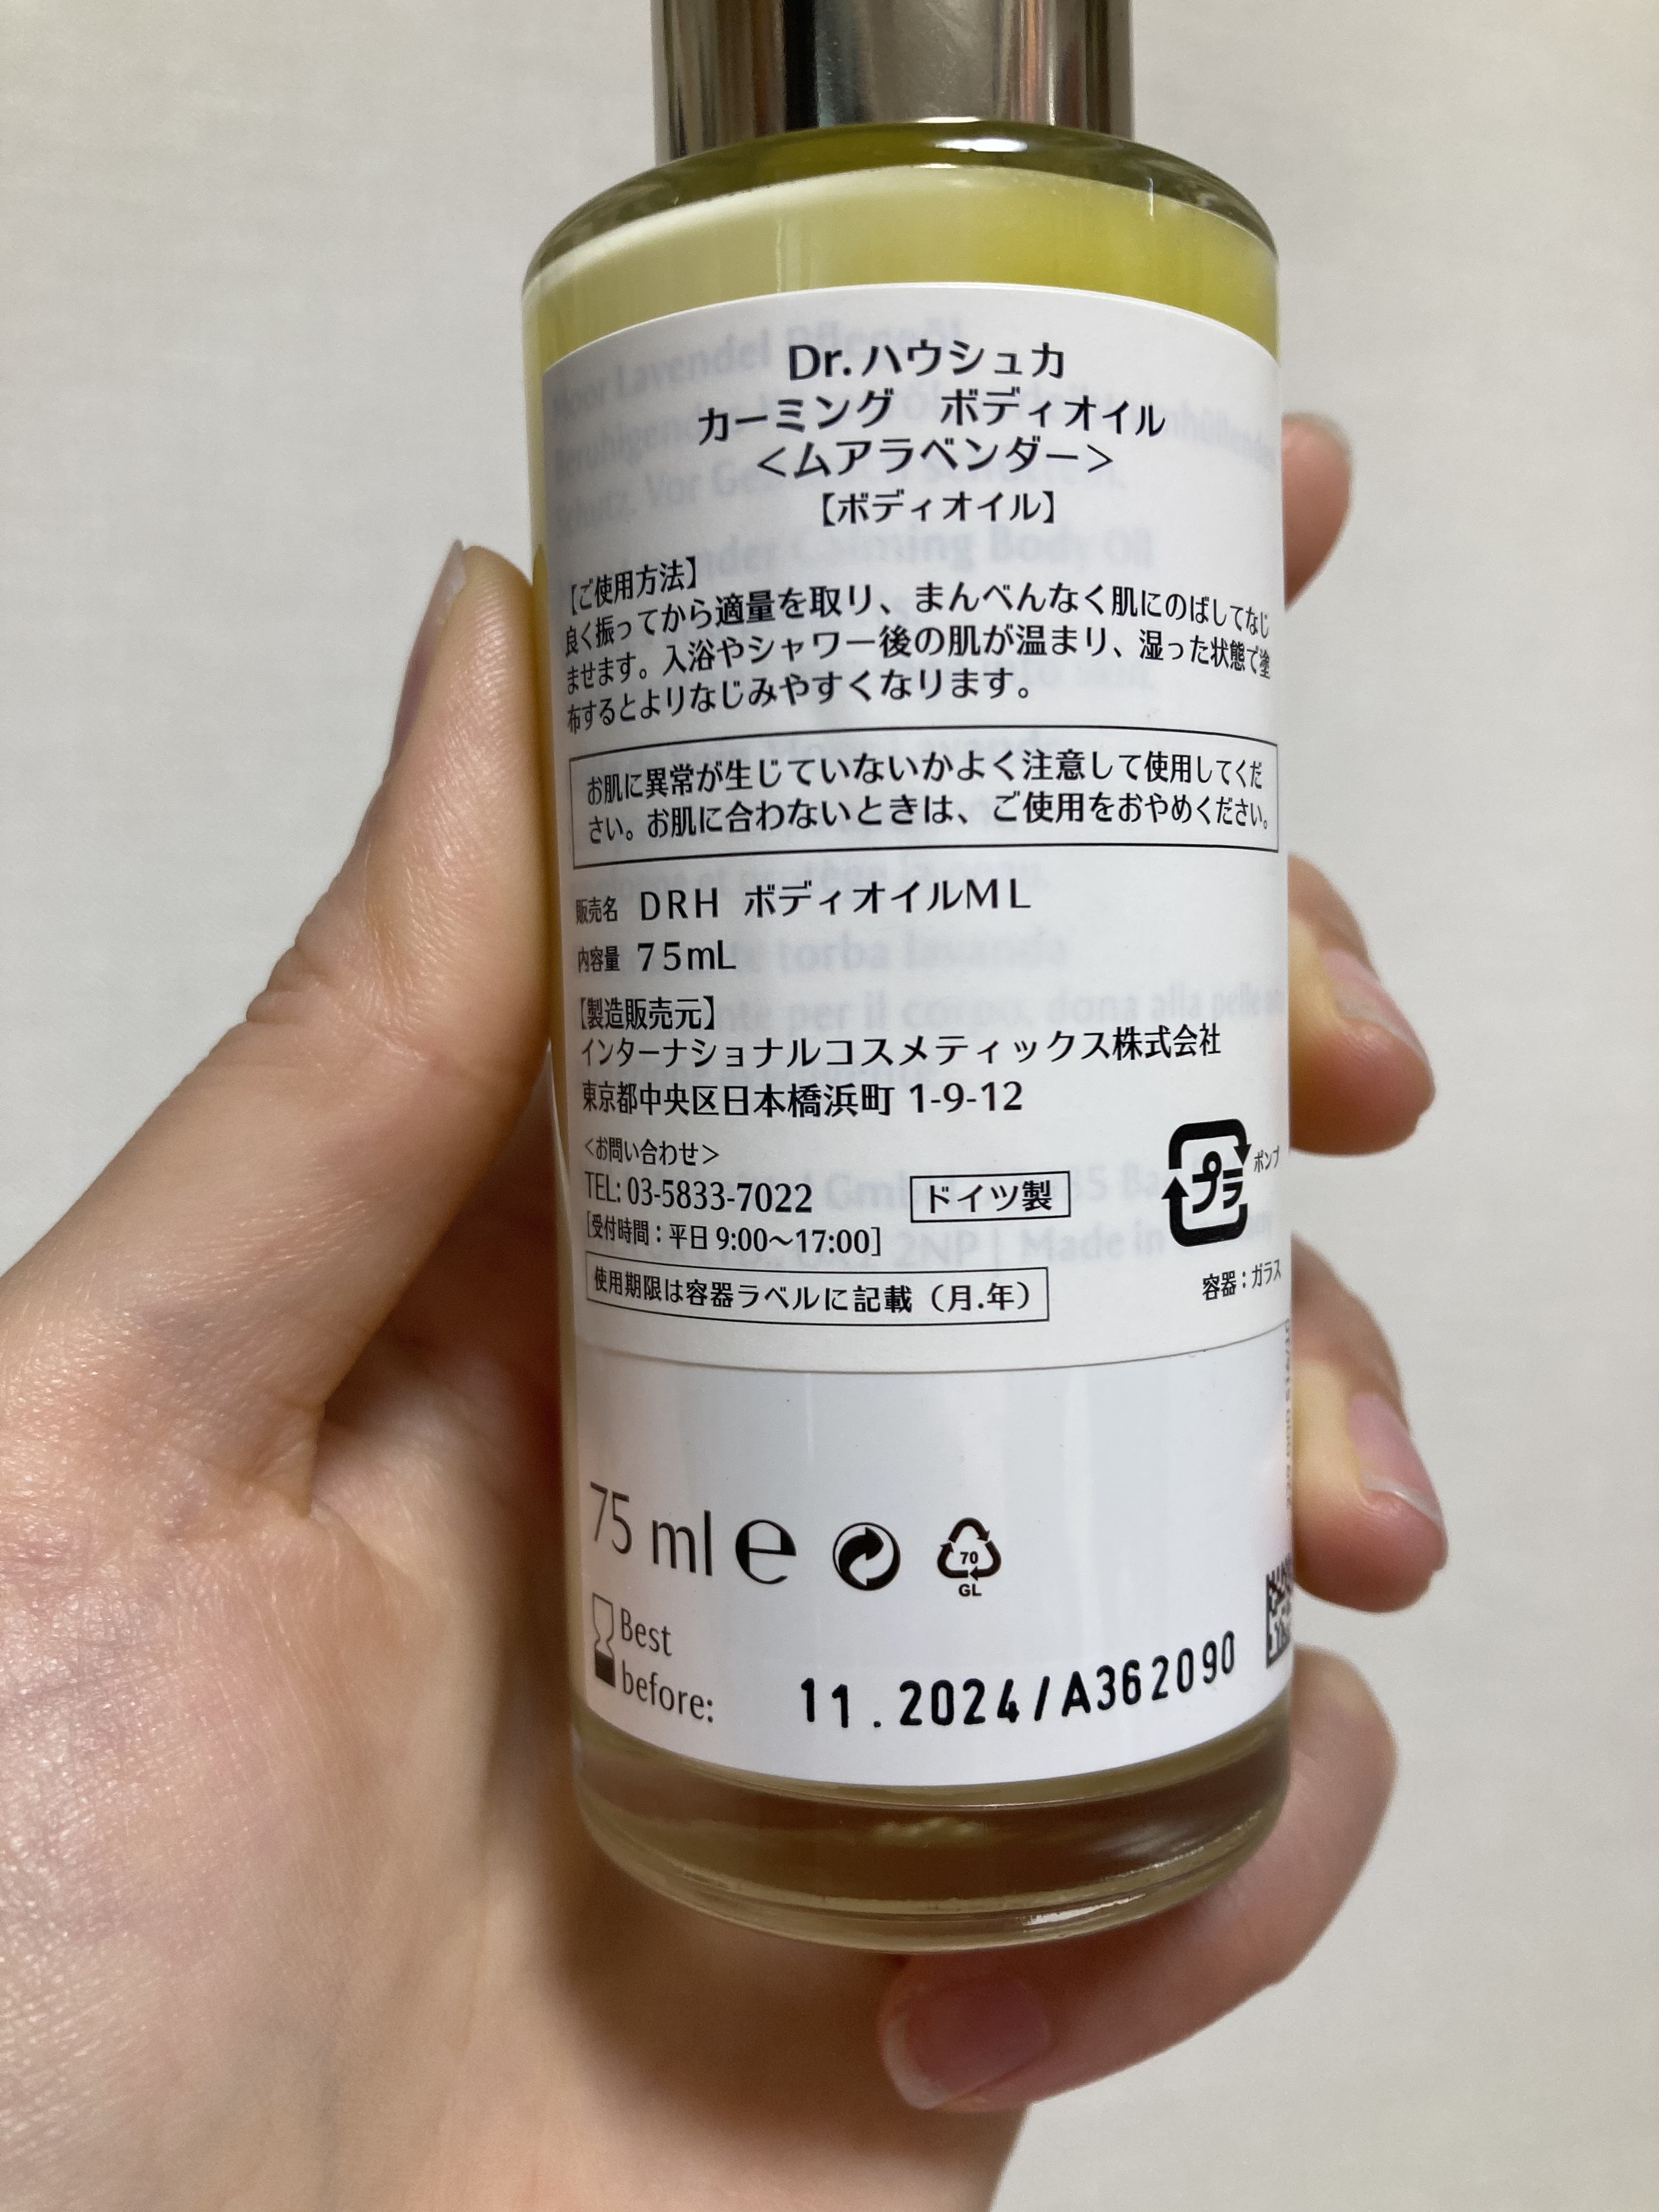 Dr.ハウシュカ
カーミング ボディオイル
＜ムアラベンダー＞
【ボディオイル】
【ご使用方法】
良く振ってから適量を取り、まんべんなく肌にのばしてなじ
ませます。入浴やシャワー後の肌が温まり、湿った状態で塗
布するとよりなじみやすくなります。
お肌に異常が生じていないかよく注意して使用してくだ
さい。お肌に合わないときは、ご使用をおやめください。
販売名 DRH ボディオイルML
内容量 75mL
【製造販売元】
インターナショナルコスメティックス株式会社
東京都中央区日本橋浜町 1-9-12
＜お問い合わせ＞
TEL: 03-5833-7022
[受付時間：平日 9:00～17:00]
ドイツ製
プラ
ポンプ
容器：ガラス
使用期限は容器ラベルに記載（月.年）
75 ml e
70
GL
Best
before:
11.2024/A362090